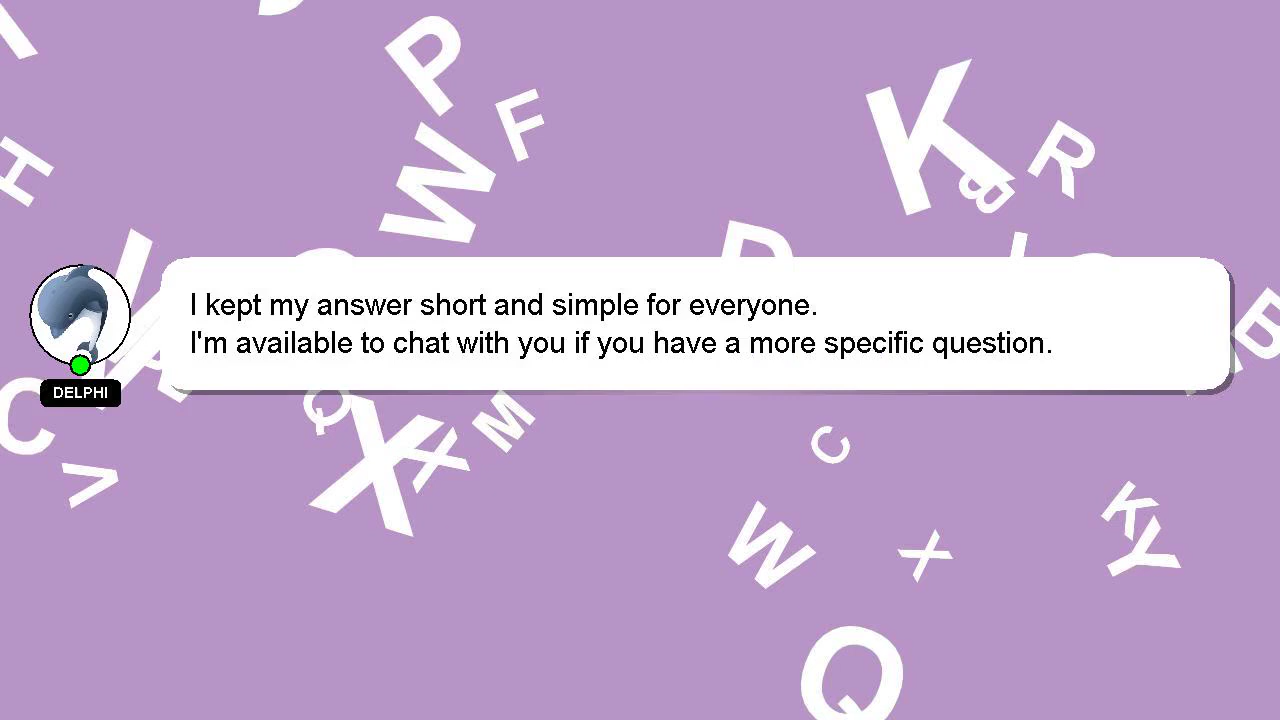 I kept my answer short and simple for everyone.
I'm available to chat with you if you have a more specific question.
DELPHI
P
F
W
K
R
B
H
D
C
V
Q
X
X
M
C
W
X
K
Y
Q
B